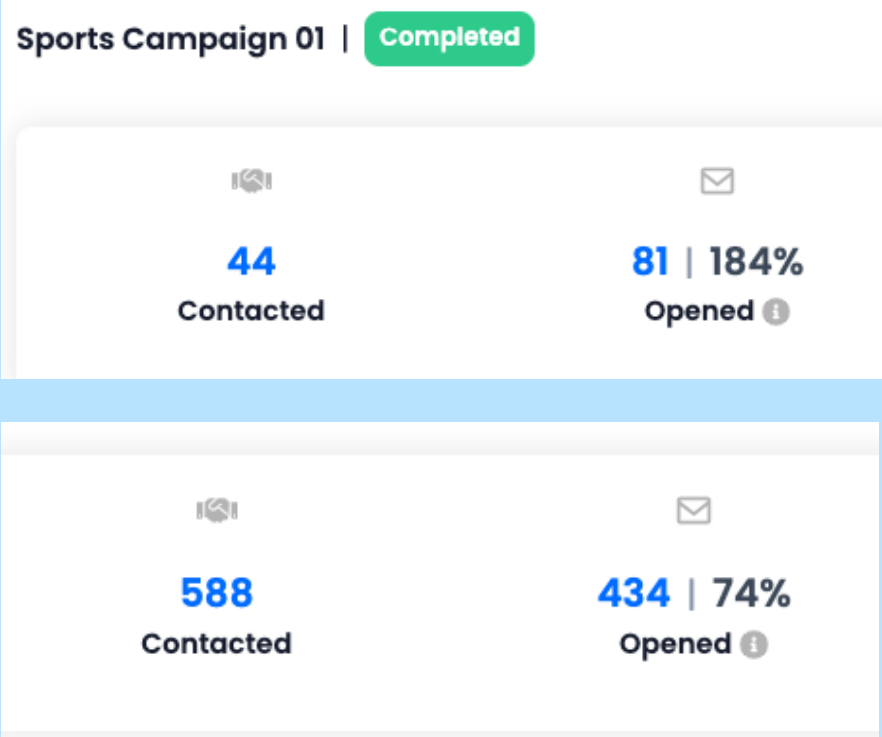 Sports Campaign 01 | Completed
44 81 | 184%
Contacted Opened
588 434 | 74%
Contacted Opened